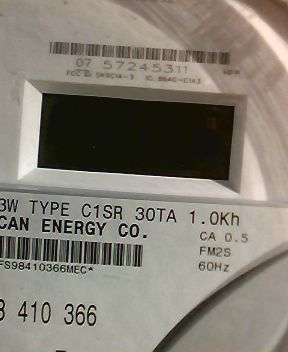 07 57245311
3W TYPE C1SR 30TA 1.0Kh
CAN ENERGY CO.
CA 0.5
FM2S
FS98410366MEC*
60Hz
410 366